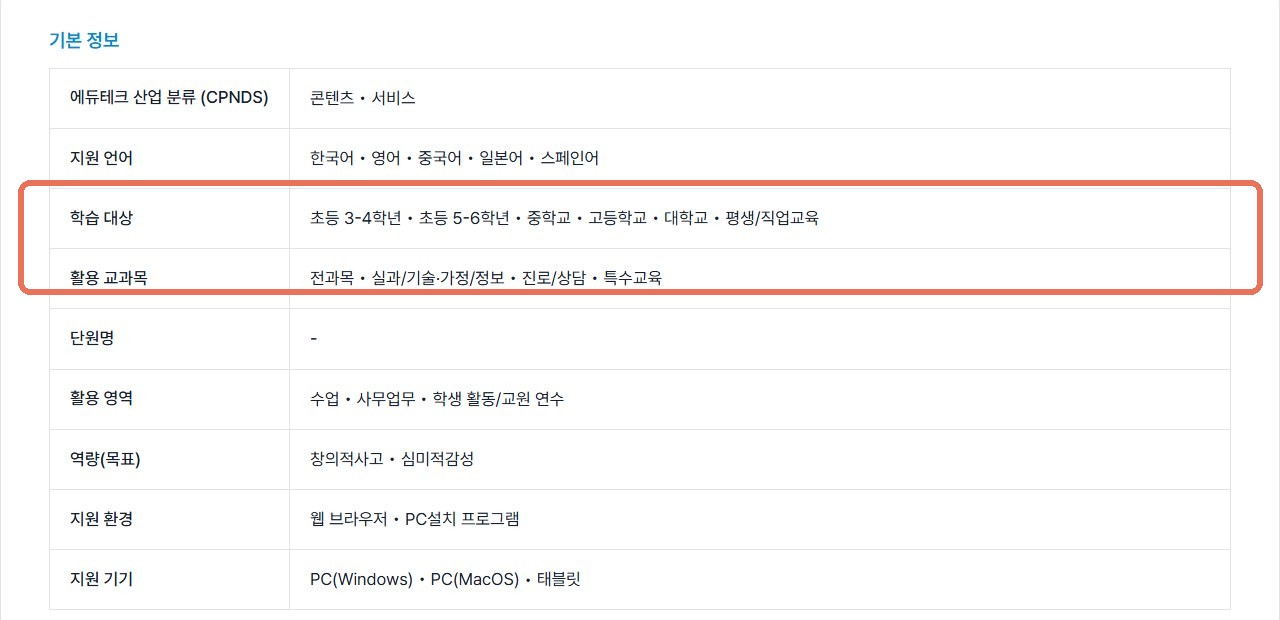 기본 정보
에듀테크 산업 분류 (CPNDS) 콘텐츠 • 서비스
지원 언어 한국어 • 영어 • 중국어 • 일본어 • 스페인어
학습 대상 초등 3-4학년 • 초등 5-6학년 • 중학교 • 고등학교 • 대학교 • 평생/직업교육
활용 교과목 전과목 • 실과/기술·가정/정보 • 진로/상담 • 특수교육
단원명 -
활용 영역 수업 • 사무업무 • 학생 활동/교원 연수
역량(목표) 창의적사고 • 심미적감성
지원 환경 웹 브라우저 • PC설치 프로그램
지원 기기 PC(Windows) • PC(MacOS) • 태블릿